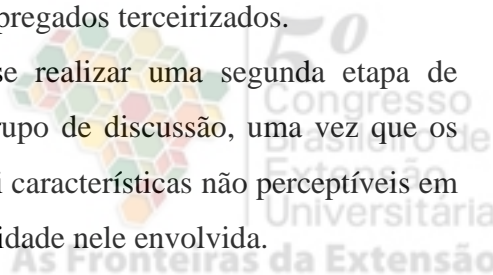 pregados terceirizados.
se realizar uma segunda etapa de
rupo de discussão, uma vez que os
i características não perceptíveis em
idade nele envolvida.
5º
Congresso
Brasileiro de
Extensão
Universitária
As Fronteiras da Extensão